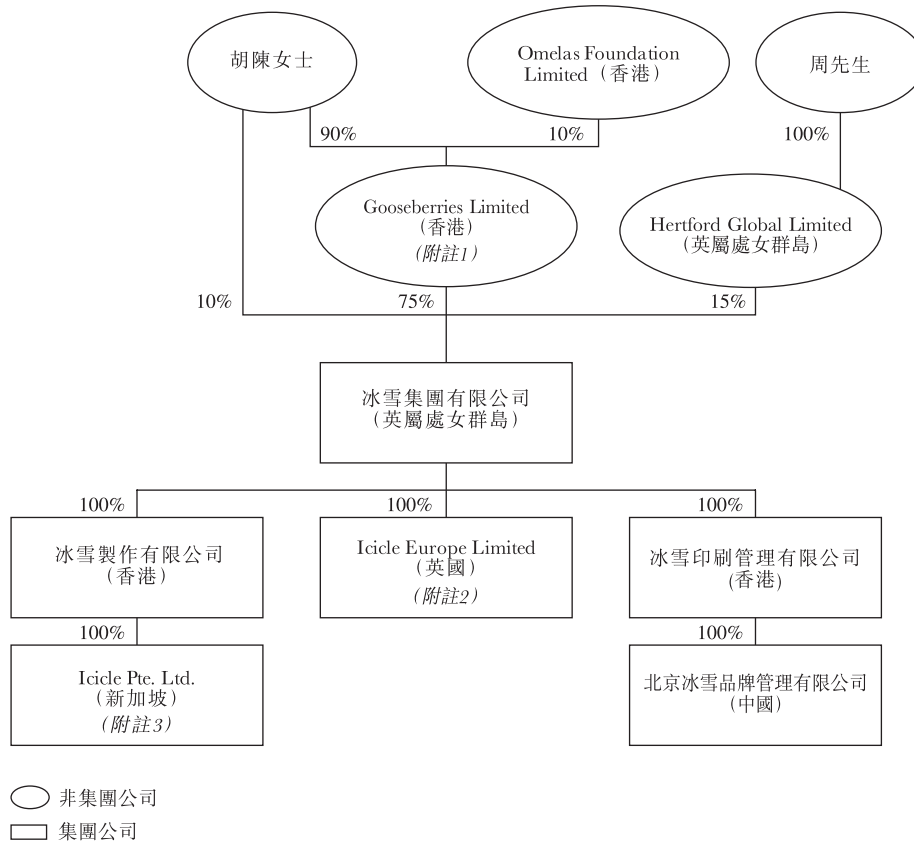 胡陳女士
Omelas Foundation
Limited（香港）
周先生
90%
10%
100%
Gooseberries Limited
（香港）
（附註1）
Hertford Global Limited
（英屬處女群島）
10%
75%
15%
冰雪集團有限公司
（英屬處女群島）
100%
100%
100%
冰雪製作有限公司
（香港）
Icicle Europe Limited
（英國）
（附註2）
冰雪印刷管理有限公司
（香港）
100%
100%
Icicle Pte. Ltd.
（新加坡）
（附註3）
北京冰雪品牌管理有限公司
（中國）
非集團公司
集團公司